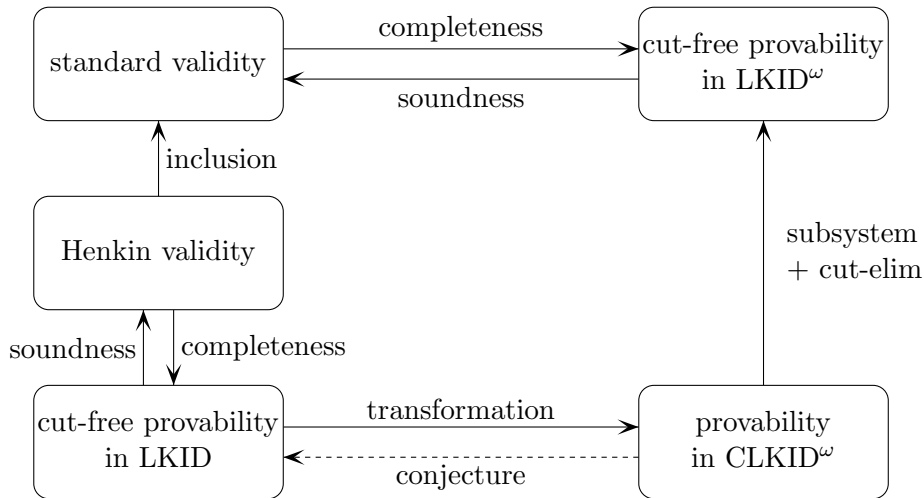 standard validity
completeness
soundness
cut-free provability
in LKID^ω
inclusion
Henkin validity
subsystem
+ cut-elim
soundness
completeness
cut-free provability
in LKID
transformation
conjecture
provability
in CLKID^ω